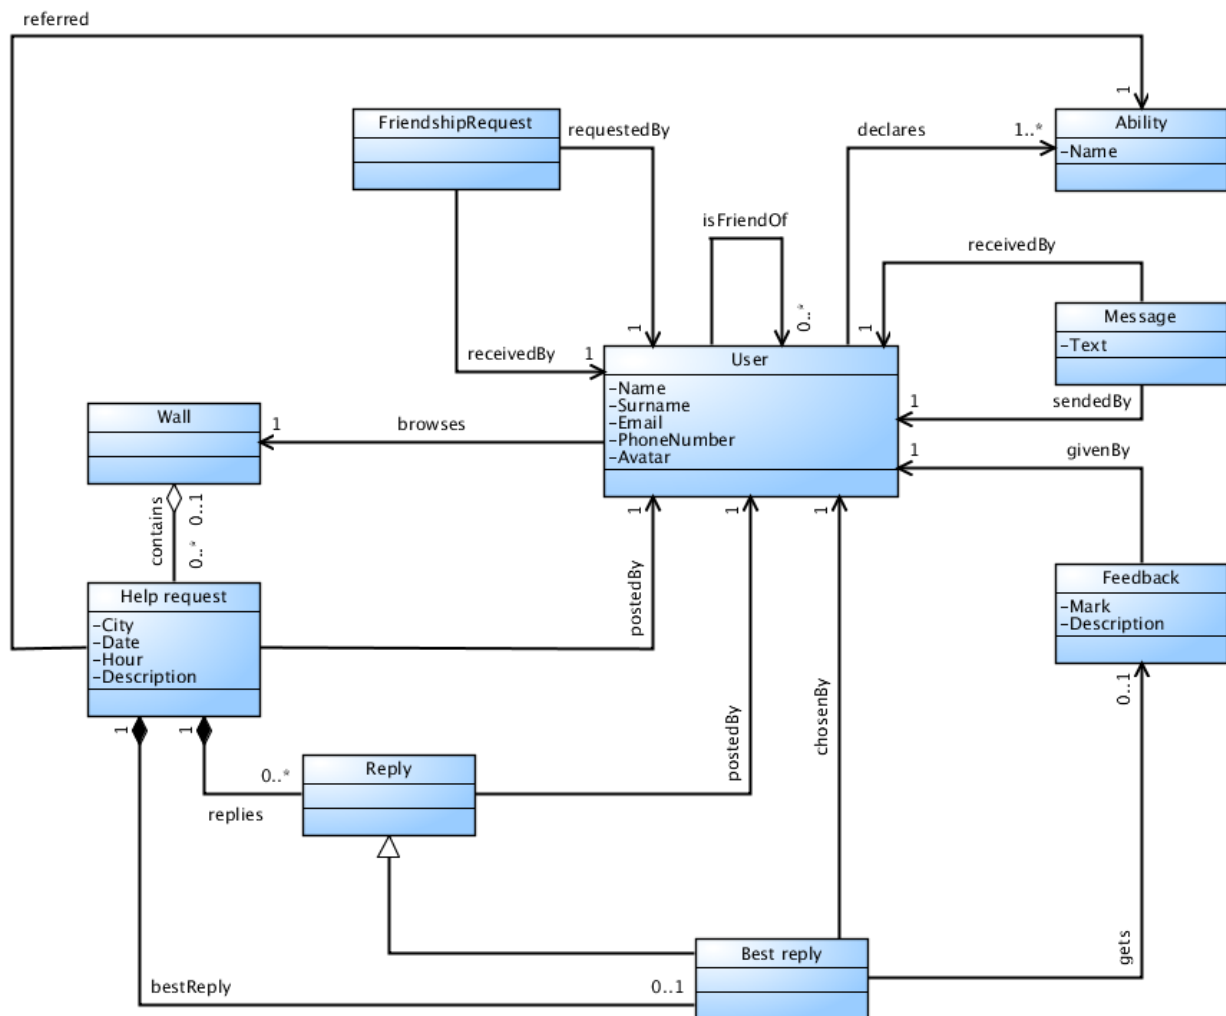 referred
1
FriendshipRequest
requestedBy
declares
1..*
Ability
-Name
isFriendOf
receivedBy
0..*
1
1
Message
-Text
receivedBy
1
User
-Name
-Surname
-Email
-PhoneNumber
-Avatar
1
sendedBy
Wall
1
browses
1
givenBy
contains
0..1
0..*
1
1
1
Help request
-City
-Date
-Hour
-Description
postedBy
Feedback
-Mark
-Description
0..1
1
1
postedBy
chosenBy
0..*
Reply
replies
gets
Best reply
bestReply
0..1